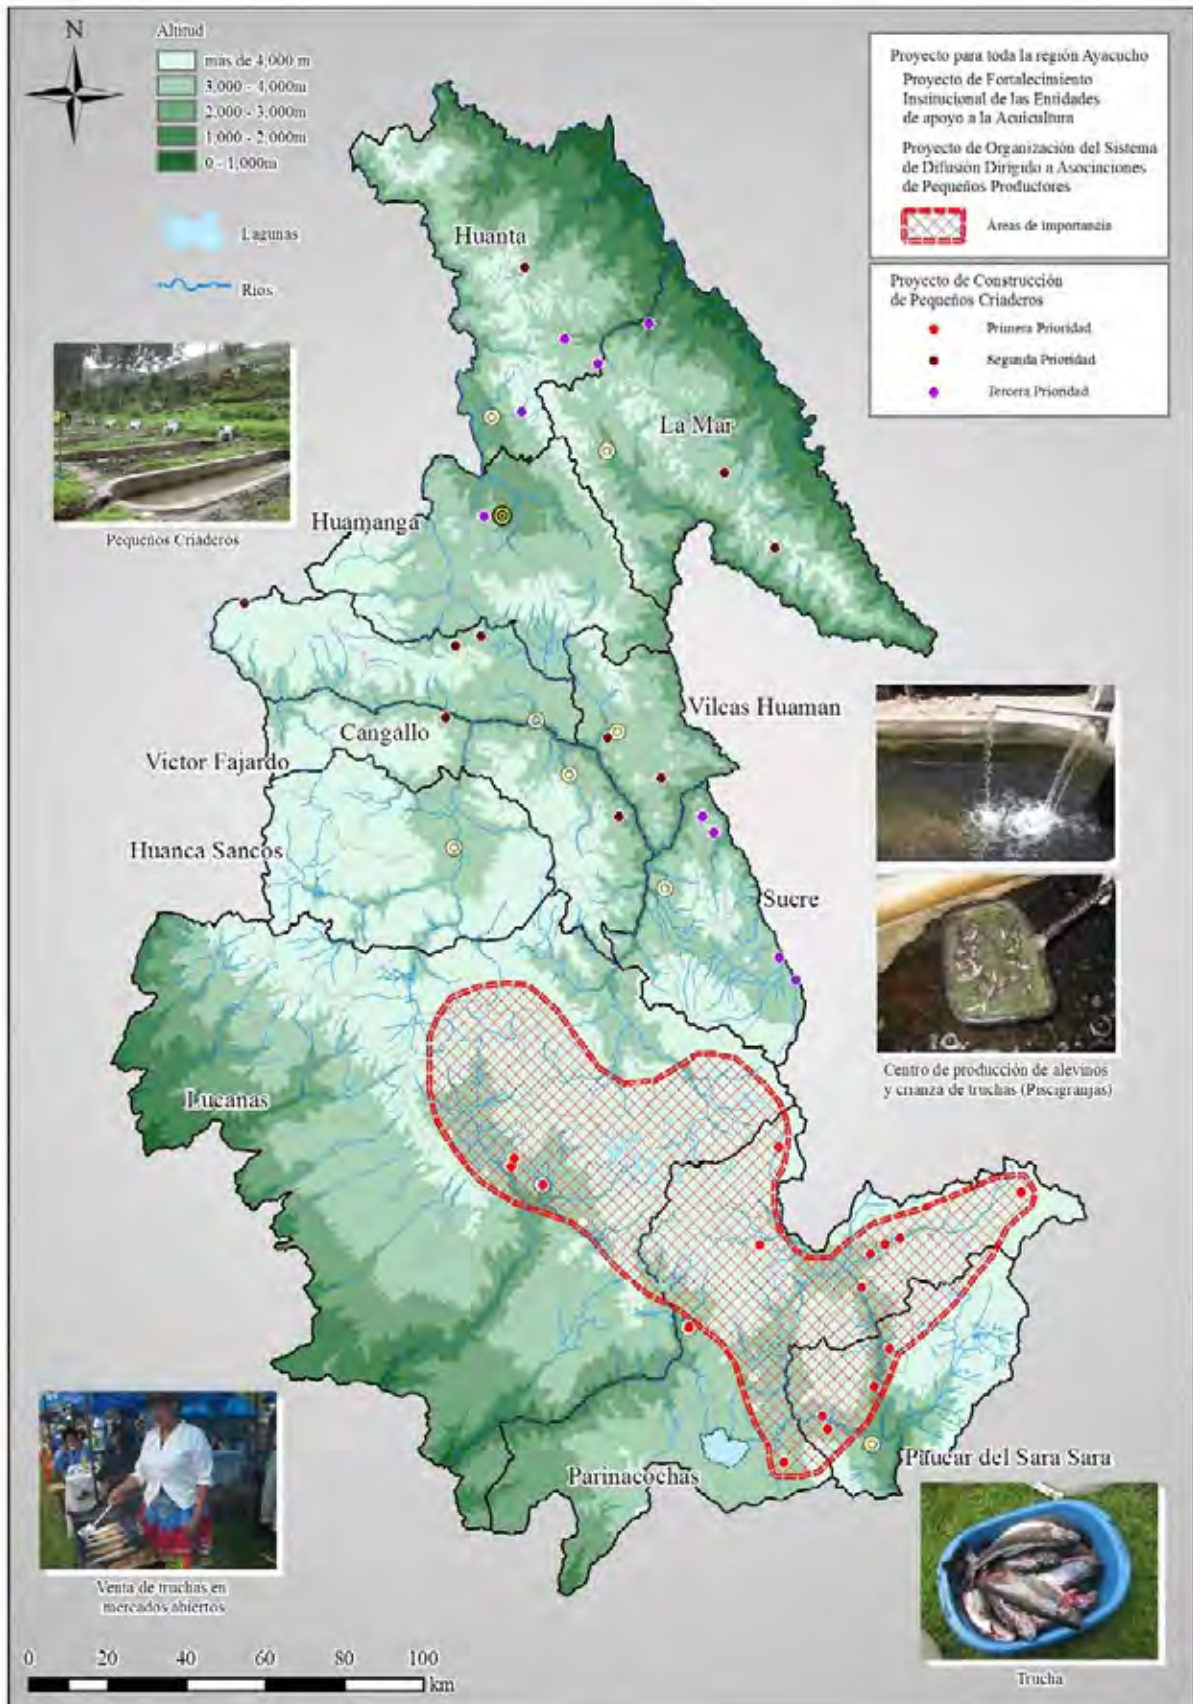 N
Altitud
más de 4,000 m
3,000 - 4,000m
2,000 - 3,000m
1,000 - 2,000m
0 - 1,000m
Lagunas
Ríos
Proyecto para toda la región Ayacucho
Proyecto de Fortalecimiento
Institucional de las Entidades
de apoyo a la Acuicultura
Proyecto de Organización del Sistema
de Difusión Dirigido a Asociaciones
de Pequeños Productores
Áreas de importancia
Proyecto de Construcción
de Pequeños Criaderos
Primera Prioridad
Segunda Prioridad
Tercera Prioridad
Huanta
La Mar
Pequeños Criaderos
Huamanga
Vilcas Huaman
Cangallo
Victor Fajardo
Huanca Sancos
Sucre
Centro de producción de alevinos
y crianza de truchas (Piscigranjas)
Lucanas
Parinacochas
Paucar del Sara Sara
Venta de truchas en
mercados abiertos
Trucha
0 20 40 60 80 100
km